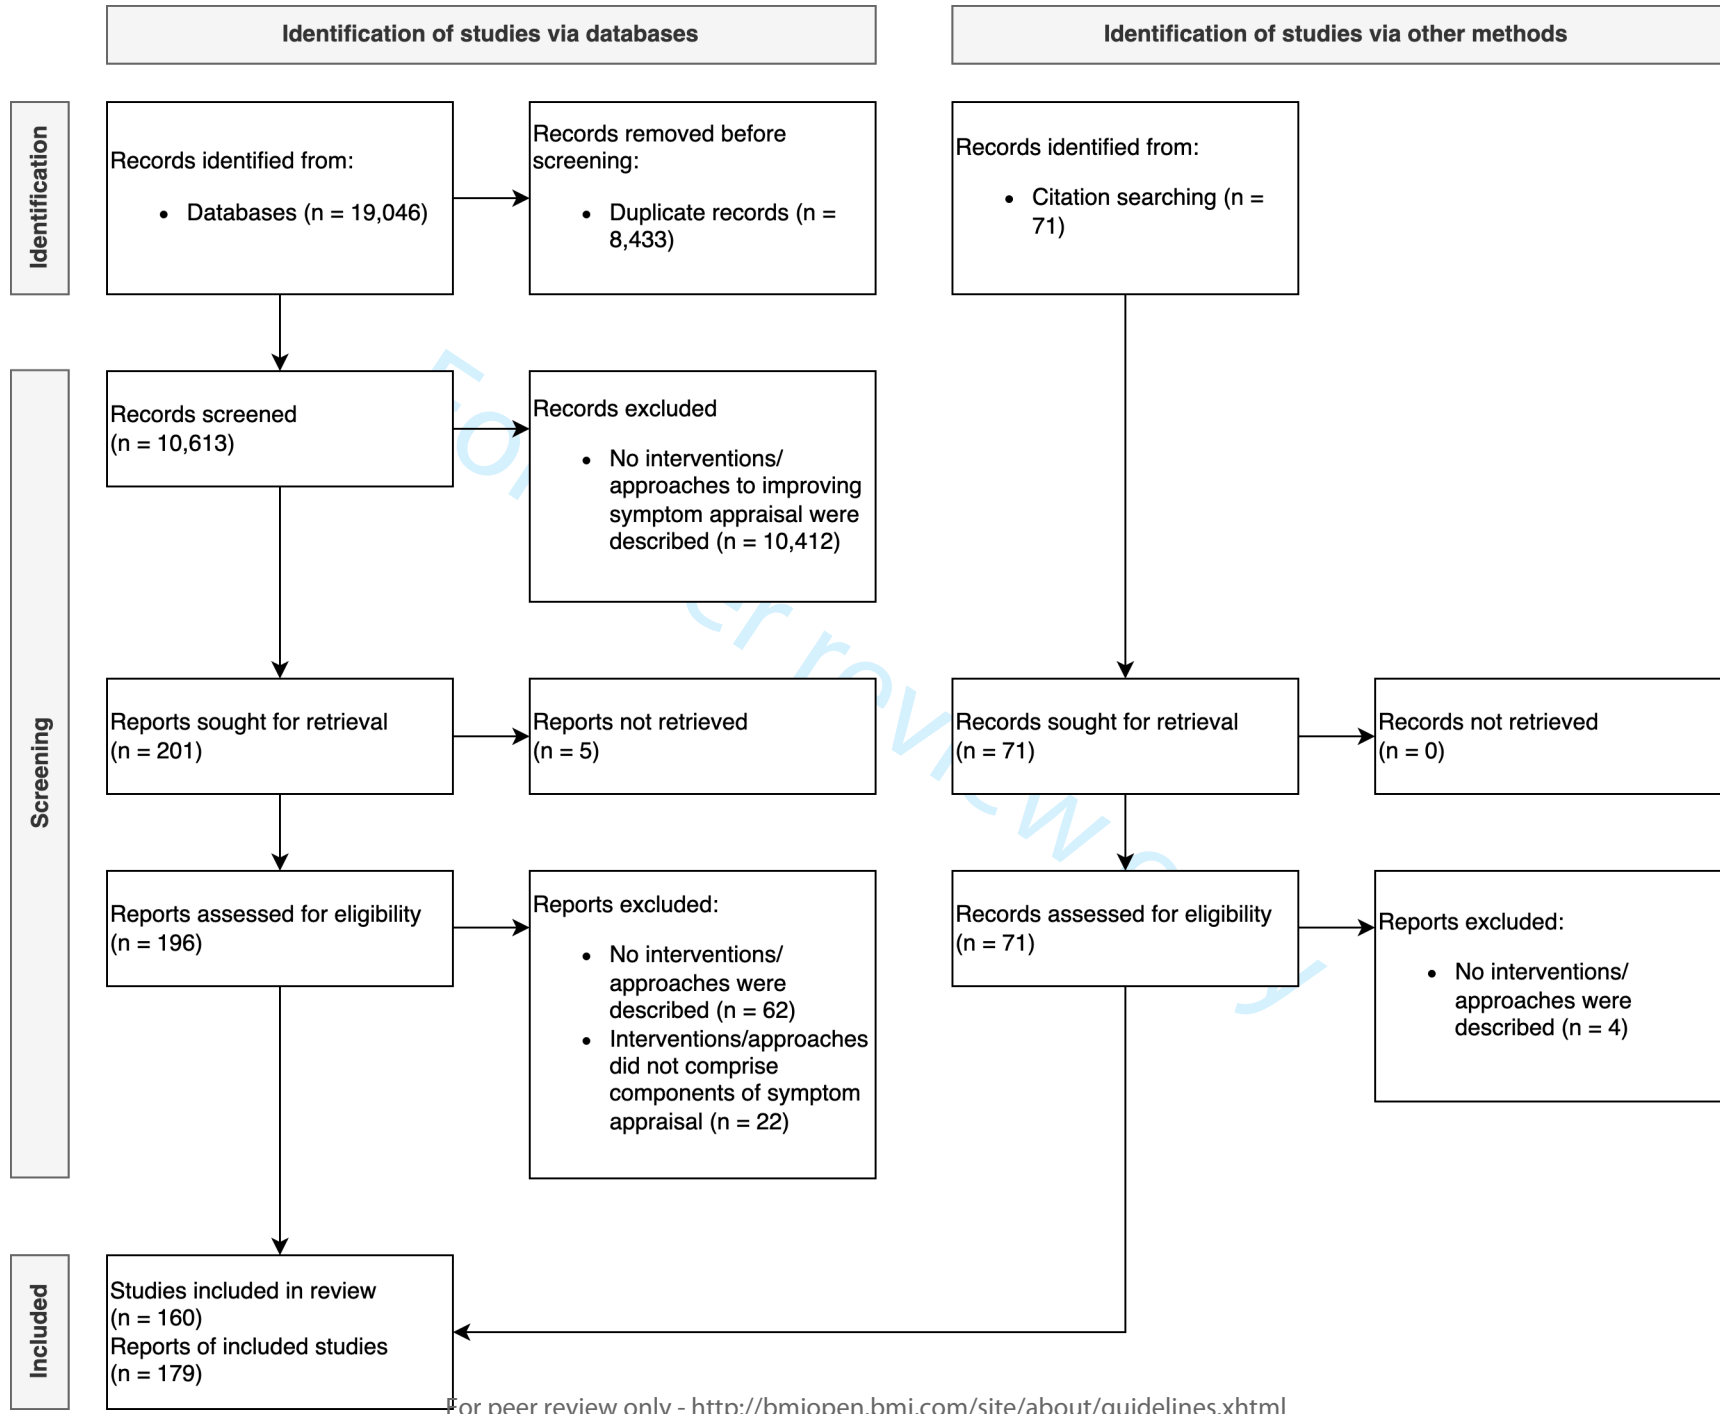 Identification of studies via databases
Identification of studies via other methods
Identification
Records identified from:
• Databases (n = 19,046)
Records removed before
screening:
• Duplicate records (n =
8,433)
Records identified from:
• Citation searching (n =
71)
Screening
Records screened
(n = 10,613)
Records excluded
• No interventions/
approaches to improving
symptom appraisal were
described (n = 10,412)
Reports sought for retrieval
(n = 201)
Reports not retrieved
(n = 5)
Records sought for retrieval
(n = 71)
Records not retrieved
(n = 0)
Reports assessed for eligibility
(n = 196)
Reports excluded:
• No interventions/
approaches were
described (n = 62)
• Interventions/approaches
did not comprise
components of symptom
appraisal (n = 22)
Records assessed for eligibility
(n = 71)
Reports excluded:
• No interventions/
approaches were
described (n = 4)
Included
Studies included in review
(n = 160)
Reports of included studies
(n = 179)
For review
For peer review only - http://bmjopen.bmj.com/site/about/guidelines.xhtml